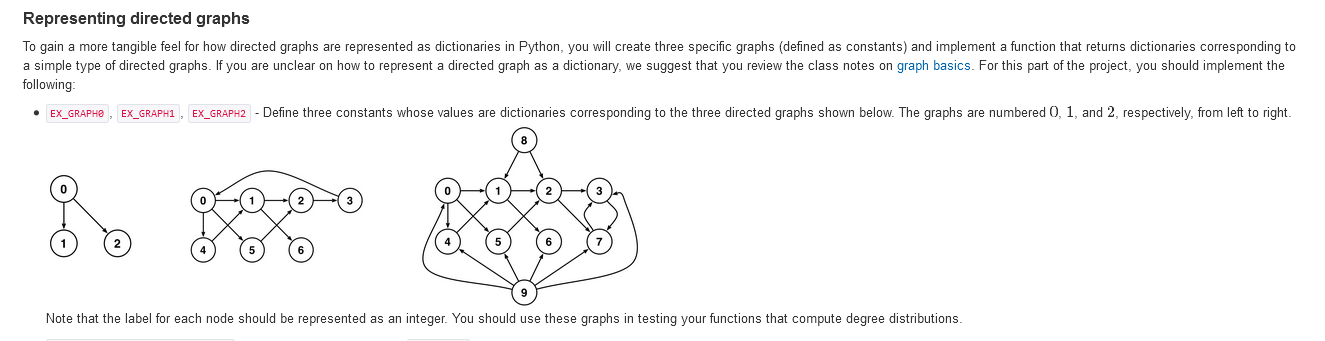 Representing directed graphs
To gain a more tangible feel for how directed graphs are represented as dictionaries in Python, you will create three specific graphs (defined as constants) and implement a function that returns dictionaries corresponding to
a simple type of directed graphs. If you are unclear on how to represent a directed graph as a dictionary, we suggest that you review the class notes on graph basics. For this part of the project, you should implement the
following:
• EX_GRAPH0 , EX_GRAPH1 , EX_GRAPH2 - Define three constants whose values are dictionaries corresponding to the three directed graphs shown below. The graphs are numbered 0, 1, and 2, respectively, from left to right.
0
1 2
0 1 2 3
4 5 6
8
0 1 2 3
4 5 6 7
9
Note that the label for each node should be represented as an integer. You should use these graphs in testing your functions that compute degree distributions.